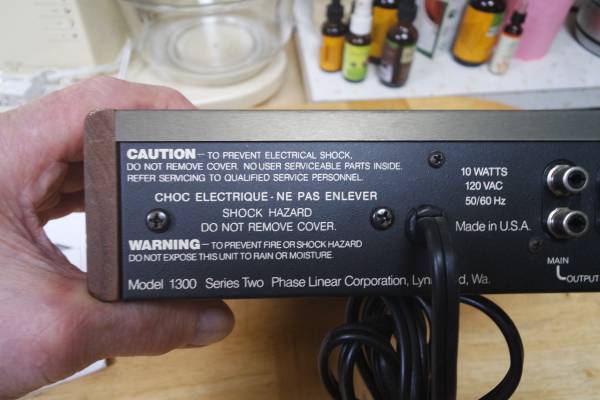 CAUTION — TO PREVENT ELECTRICAL SHOCK,
DO NOT REMOVE COVER. NO USER SERVICEABLE PARTS INSIDE.
REFER SERVICING TO QUALIFIED SERVICE PERSONNEL.
CHOC ELECTRIQUE - NE PAS ENLEVER
SHOCK HAZARD
DO NOT REMOVE COVER.
WARNING — TO PREVENT FIRE OR SHOCK HAZARD
DO NOT EXPOSE THIS UNIT TO RAIN OR MOISTURE.
Model 1300 Series Two Phase Linear Corporation, Lynn d, Wa.
10 WATTS
120 VAC
50/60 Hz
Made in U.S.A.
MAIN
OUTPUT